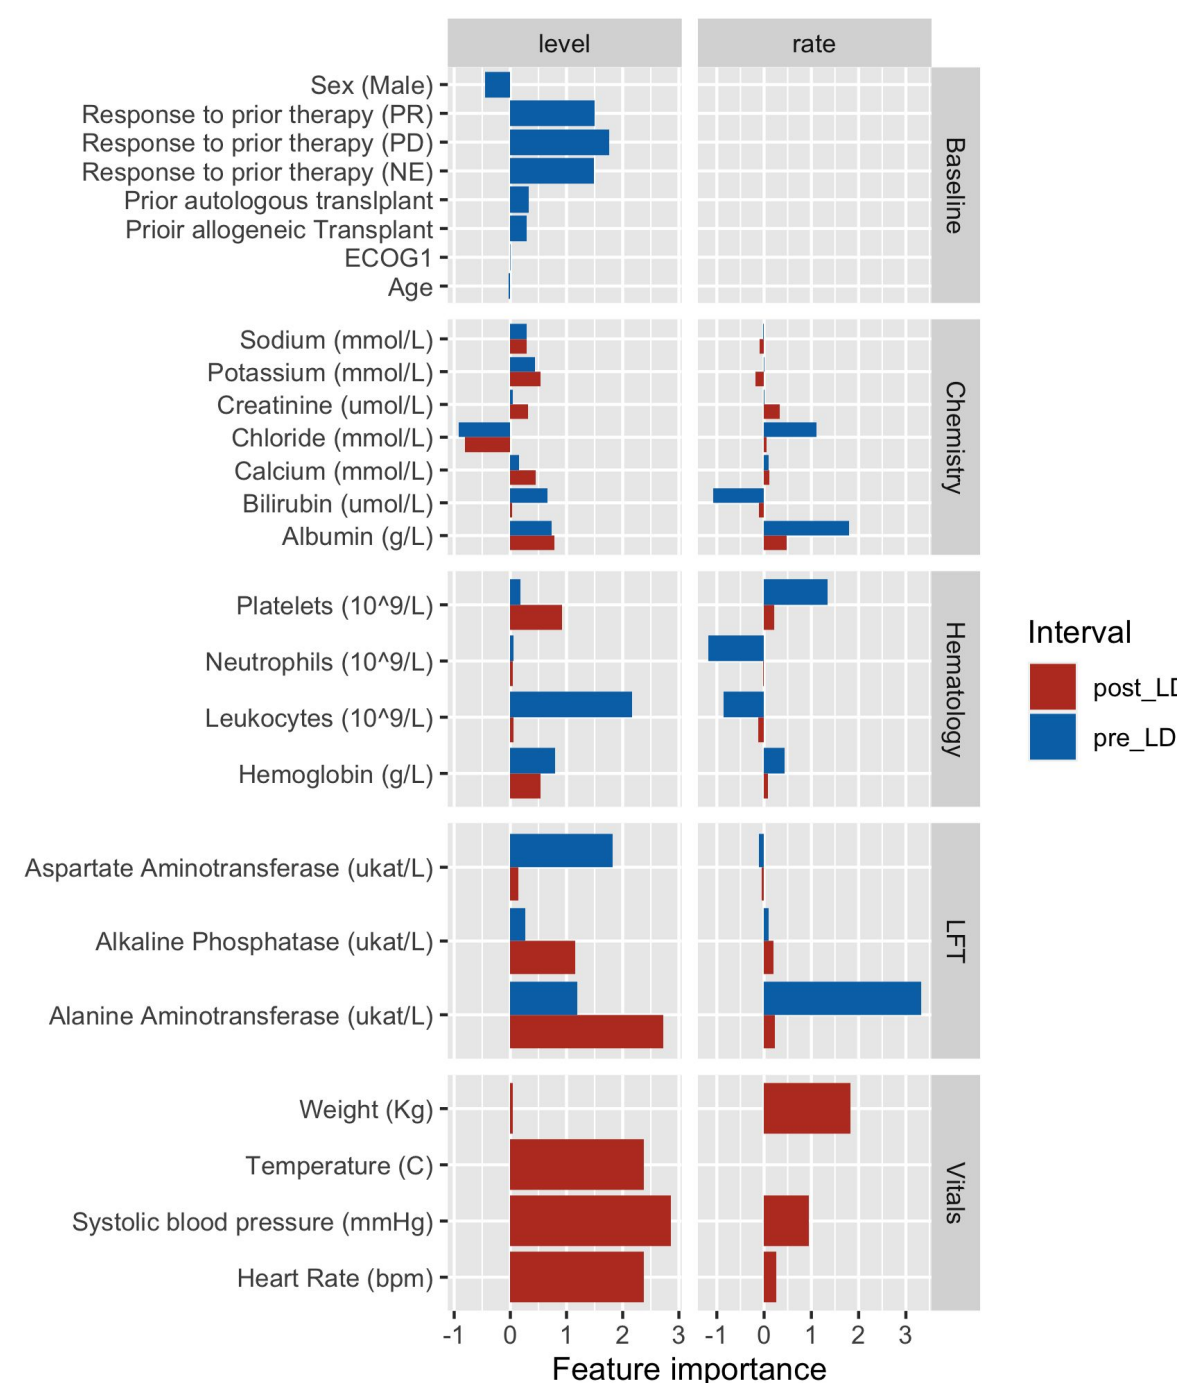 level rate
Sex (Male)
Response to prior therapy (PR)
Response to prior therapy (PD)
Response to prior therapy (NE)
Prior autologous translplant
Prioir allogeneic Transplant
ECOG1
Age
Baseline
Sodium (mmol/L)
Potassium (mmol/L)
Creatinine (umol/L)
Chloride (mmol/L)
Calcium (mmol/L)
Bilirubin (umol/L)
Albumin (g/L)
Chemistry
Platelets (10^9/L)
Neutrophils (10^9/L)
Leukocytes (10^9/L)
Hemoglobin (g/L)
Hematology
Aspartate Aminotransferase (ukat/L)
Alkaline Phosphatase (ukat/L)
Alanine Aminotransferase (ukat/L)
LFT
Weight (Kg)
Temperature (C)
Systolic blood pressure (mmHg)
Heart Rate (bpm)
Vitals
-1 0 1 2 3 -1 0 1 2 3
Feature importance
Interval
post_LD
pre_LD